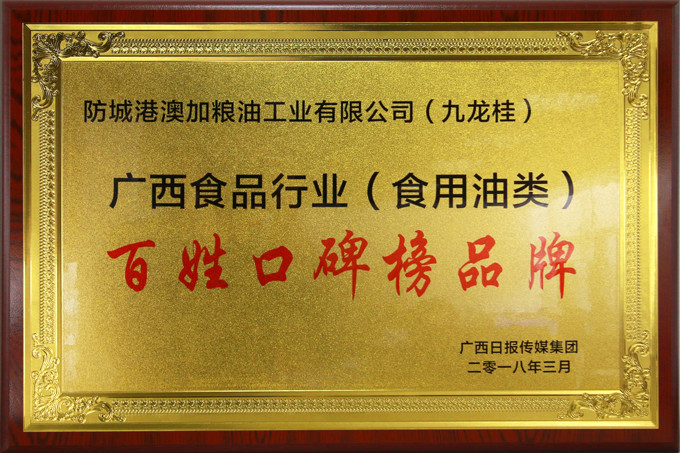 防城港澳加粮油工业有限公司（九龙桂）
广西食品行业（食用油类）
百姓口碑榜品牌
广西日报传媒集团
二零一八年三月